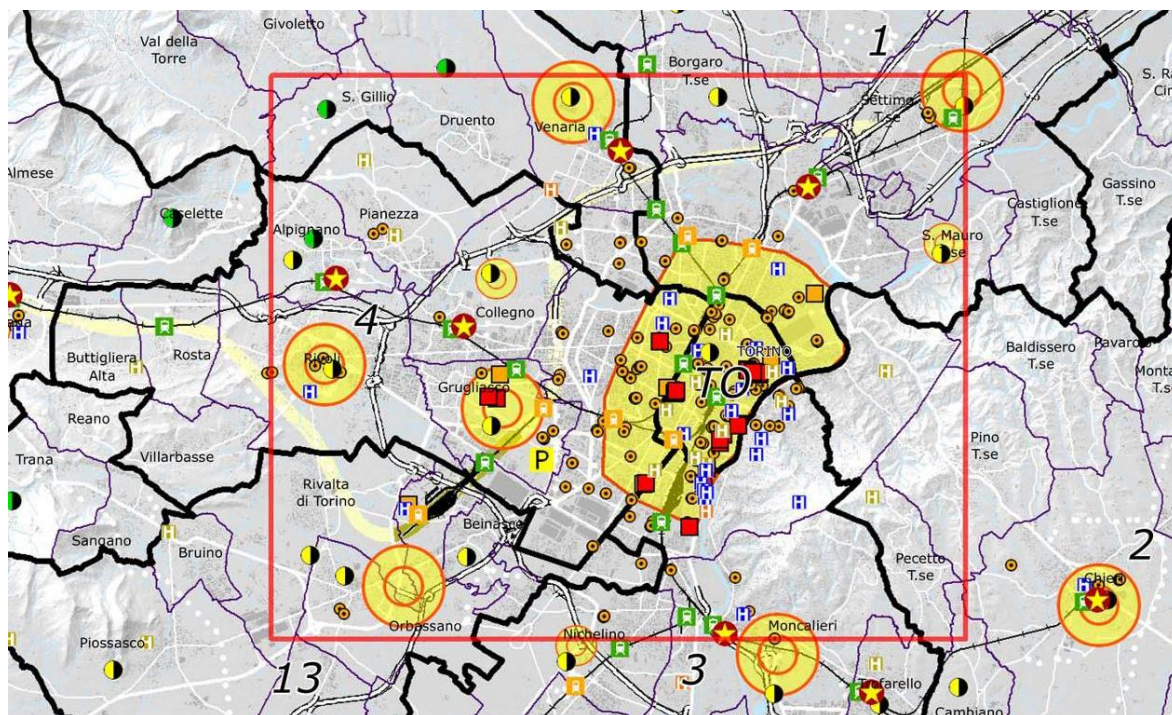 Givoletto
Val della
Torre
1
Borgaro
T.se
S. Gillio
Druento
Venaria
Settimo
T.se
Almese
Caselette
Pianezza
Alpignano
Gassino
T.se
Castiglione
T.se
S. Mauro
T.se
4
Collegno
Buttigliera
Alta
Rosta
Rivoli
Grugliasco
TORINO
TO
Baldissero
T.se
Reano
Trana
Villarbasse
P
Pino
T.se
Rivalta
di Torino
Beinasco
Sangano
Bruino
Pecetto
T.se
2
Chieri
Orbassano
Nichelino
Moncalieri
Piossasco
13
3
Trofarello
Cambiano